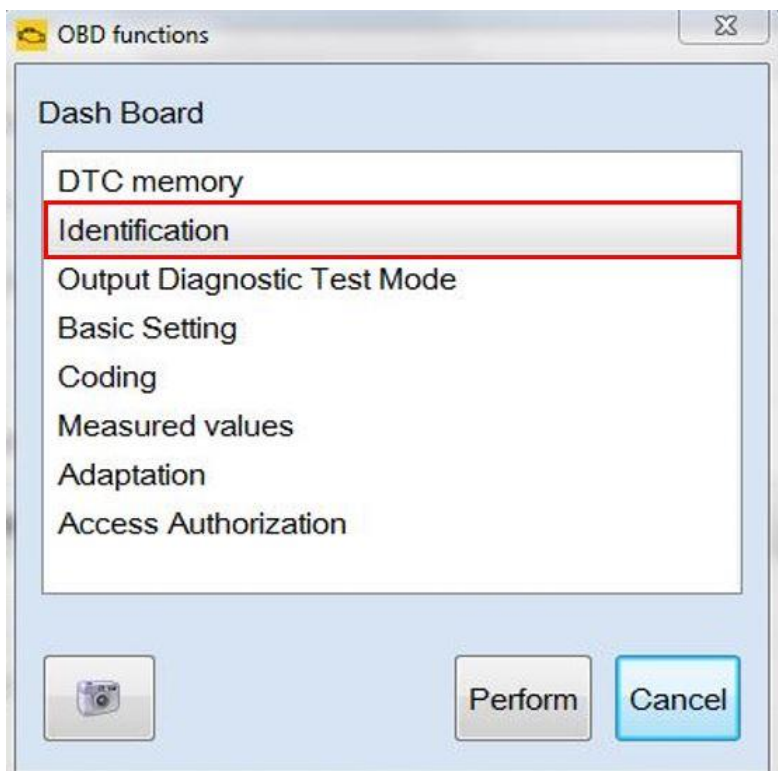 OBD functions
Dash Board
DTC memory
Identification
Output Diagnostic Test Mode
Basic Setting
Coding
Measured values
Adaptation
Access Authorization
Perform Cancel